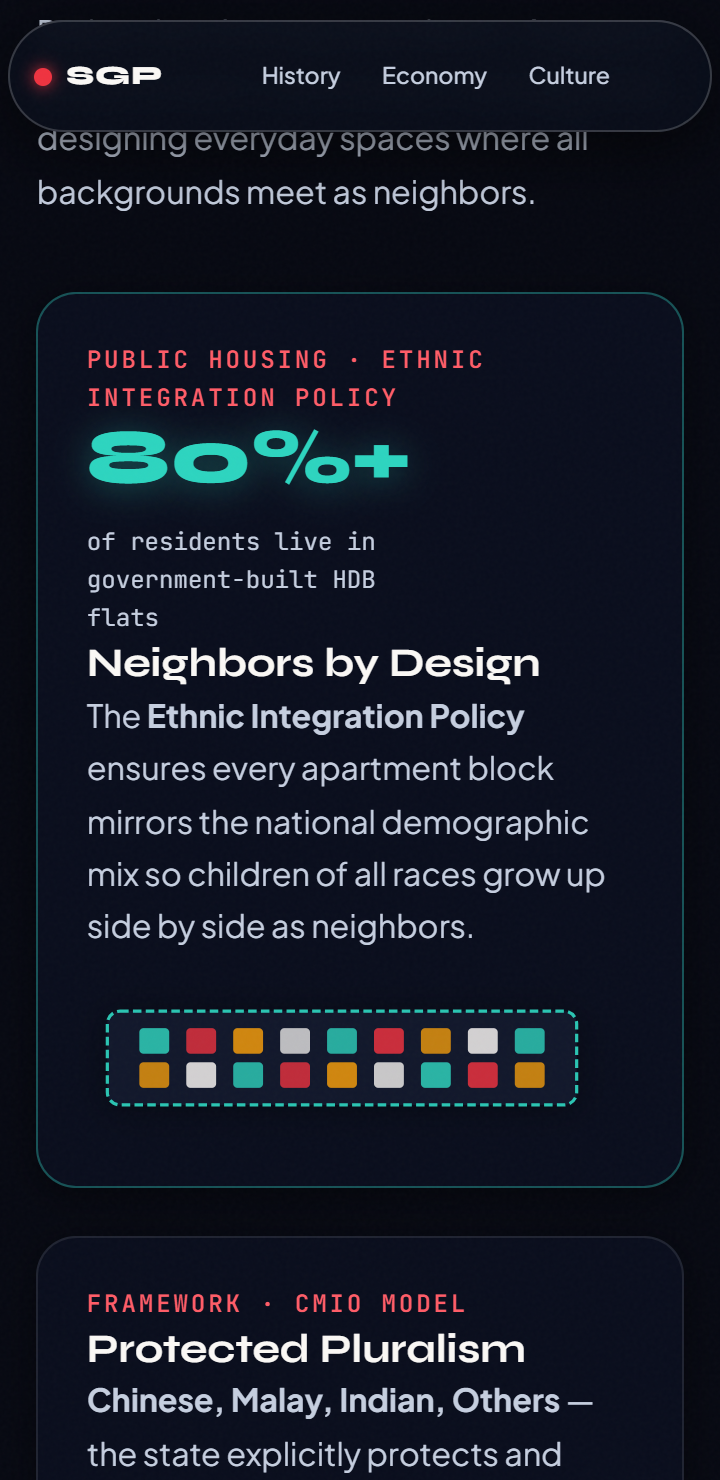 SGP
History
Economy
Culture
designing everyday spaces where all
backgrounds meet as neighbors.
PUBLIC HOUSING · ETHNIC
INTEGRATION POLICY
80%+
of residents live in
government-built HDB
flats
Neighbors by Design
The Ethnic Integration Policy
ensures every apartment block
mirrors the national demographic
mix so children of all races grow up
side by side as neighbors.
FRAMEWORK · CMIO MODEL
Protected Pluralism
Chinese, Malay, Indian, Others —
the state explicitly protects and